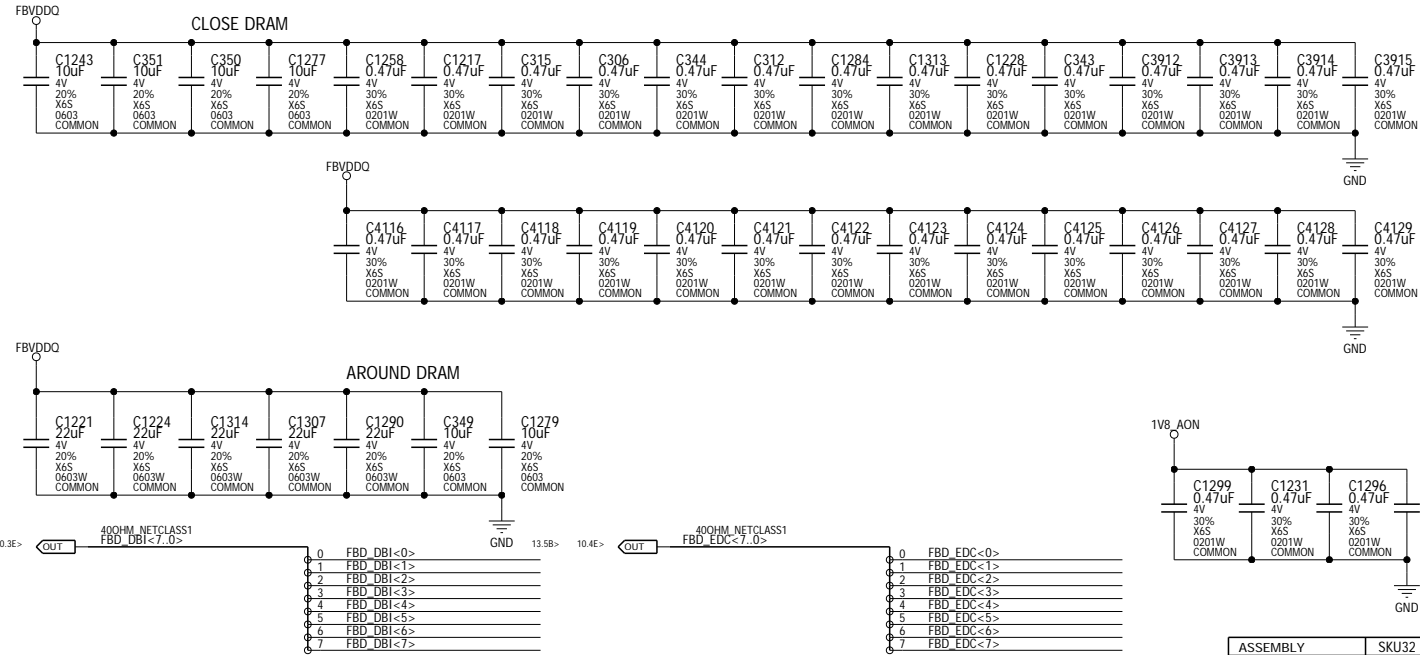 FBVDDQ
CLOSE DRAM
C1243 C351 C350 C1277 C1258 C1217 C315 C306 C344 C312 C1284 C1313 C1228 C343 C3912 C3913 C3914 C3915
10uF 10uF 10uF 10uF 0.47uF 0.47uF 0.47uF 0.47uF 0.47uF 0.47uF 0.47uF 0.47uF 0.47uF 0.47uF 0.47uF 0.47uF 0.47uF 0.47uF
4V 4V 4V 4V 4V 4V 4V 4V 4V 4V 4V 4V 4V 4V 4V 4V 4V 4V
20% 20% 20% 20% 30% 30% 30% 30% 30% 30% 30% 30% 30% 30% 30% 30% 30% 30%
X6S X6S X6S X6S X6S X6S X6S X6S X6S X6S X6S X6S X6S X6S X6S X6S X6S X6S
0603 0603 0603 0603 0201W 0201W 0201W 0201W 0201W 0201W 0201W 0201W 0201W 0201W 0201W 0201W 0201W 0201W
COMMON COMMON COMMON COMMON COMMON COMMON COMMON COMMON COMMON COMMON COMMON COMMON COMMON COMMON COMMON COMMON COMMON COMMON
GND
FBVDDQ
C4116 C4117 C4118 C4119 C4120 C4121 C4122 C4123 C4124 C4125 C4126 C4127 C4128 C4129
0.47uF 0.47uF 0.47uF 0.47uF 0.47uF 0.47uF 0.47uF 0.47uF 0.47uF 0.47uF 0.47uF 0.47uF 0.47uF 0.47uF
4V 4V 4V 4V 4V 4V 4V 4V 4V 4V 4V 4V 4V 4V
30% 30% 30% 30% 30% 30% 30% 30% 30% 30% 30% 30% 30% 30%
X6S X6S X6S X6S X6S X6S X6S X6S X6S X6S X6S X6S X6S X6S
0201W 0201W 0201W 0201W 0201W 0201W 0201W 0201W 0201W 0201W 0201W 0201W 0201W 0201W
COMMON COMMON COMMON COMMON COMMON COMMON COMMON COMMON COMMON COMMON COMMON COMMON COMMON COMMON
GND
FBVDDQ
AROUND DRAM
C1221 C1224 C1314 C1307 C1290 C349 C1279
22uF 22uF 22uF 22uF 22uF 10uF 10uF
4V 4V 4V 4V 4V 4V 4V
20% 20% 20% 20% 20% 20% 20%
X6S X6S X6S X6S X6S X6S X6S
0603W 0603W 0603W 0603W 0603W 0603 0603
COMMON COMMON COMMON COMMON COMMON COMMON COMMON
GND
1V8_AON
C1299 C1231 C1296
0.47uF 0.47uF 0.47uF
4V 4V 4V
30% 30% 30%
X6S X6S X6S
0201W 0201W 0201W
COMMON COMMON COMMON
GND
0.3E> OUT 40OHM_NETCLASS1
FBD_DBI<7..0>
0 FBD_DBI<0>
1 FBD_DBI<1>
2 FBD_DBI<2>
3 FBD_DBI<3>
4 FBD_DBI<4>
5 FBD_DBI<5>
6 FBD_DBI<6>
7 FBD_DBI<7>
13.5B> 10.4E> OUT 40OHM_NETCLASS1
FBD_EDC<7..0>
0 FBD_EDC<0>
1 FBD_EDC<1>
2 FBD_EDC<2>
3 FBD_EDC<3>
4 FBD_EDC<4>
5 FBD_EDC<5>
6 FBD_EDC<6>
7 FBD_EDC<7>
ASSEMBLY SKU32